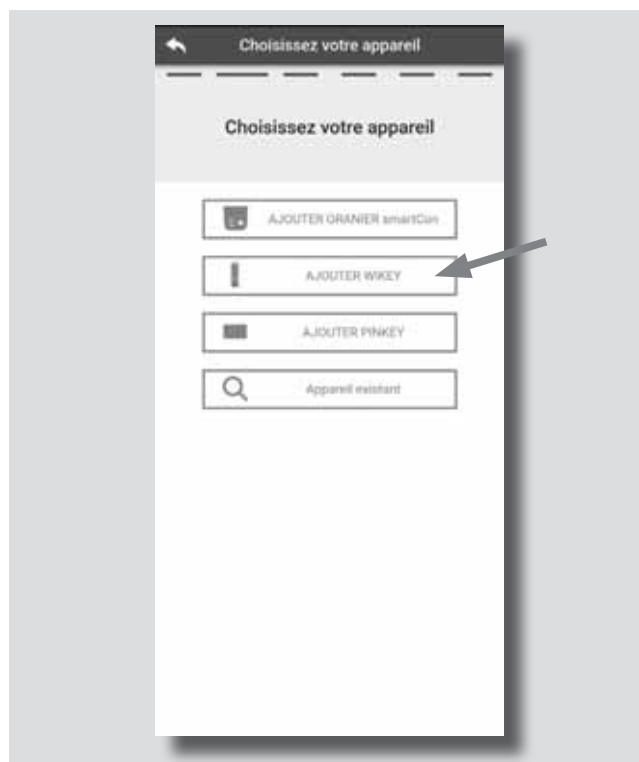 Choisissez votre appareil
Choisissez votre appareil
AJOUTER GRANIER smartCon
AJOUTER WIKEY
AJOUTER PINKEY
Appareil existant